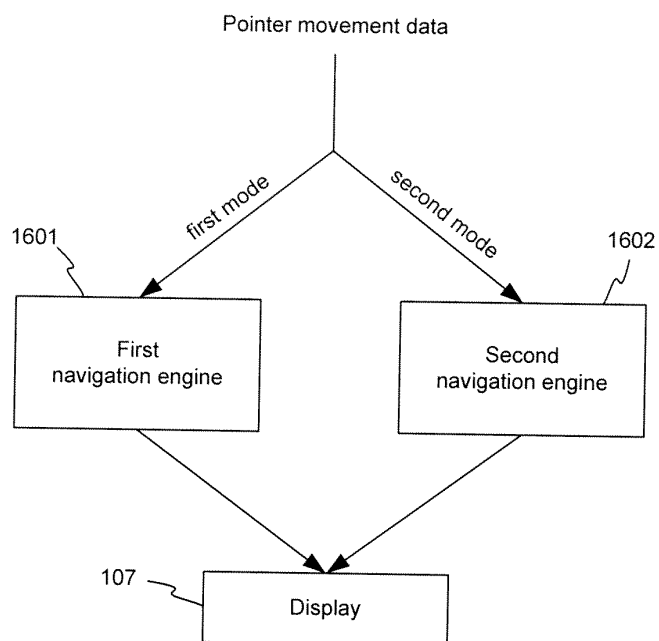 Pointer movement data
first mode
second mode
1601
1602
First
navigation engine
Second
navigation engine
107
Display